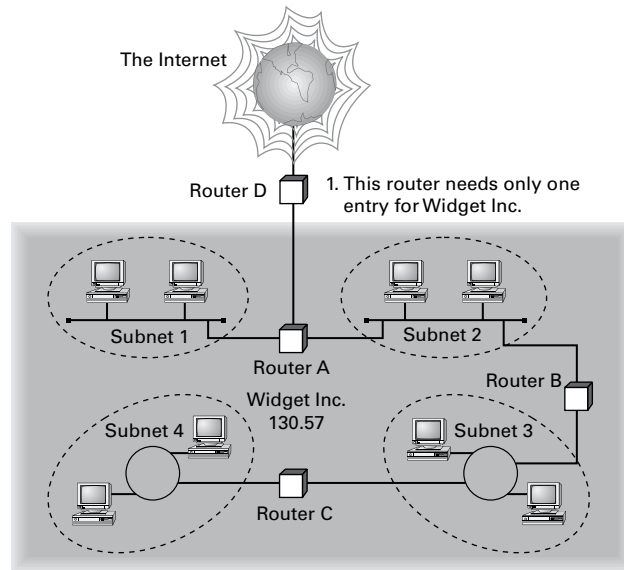 The Internet
Router D
1. This router needs only one
entry for Widget Inc.
Subnet 1
Subnet 2
Router A
Router B
Widget Inc.
130.57
Subnet 4
Subnet 3
Router C